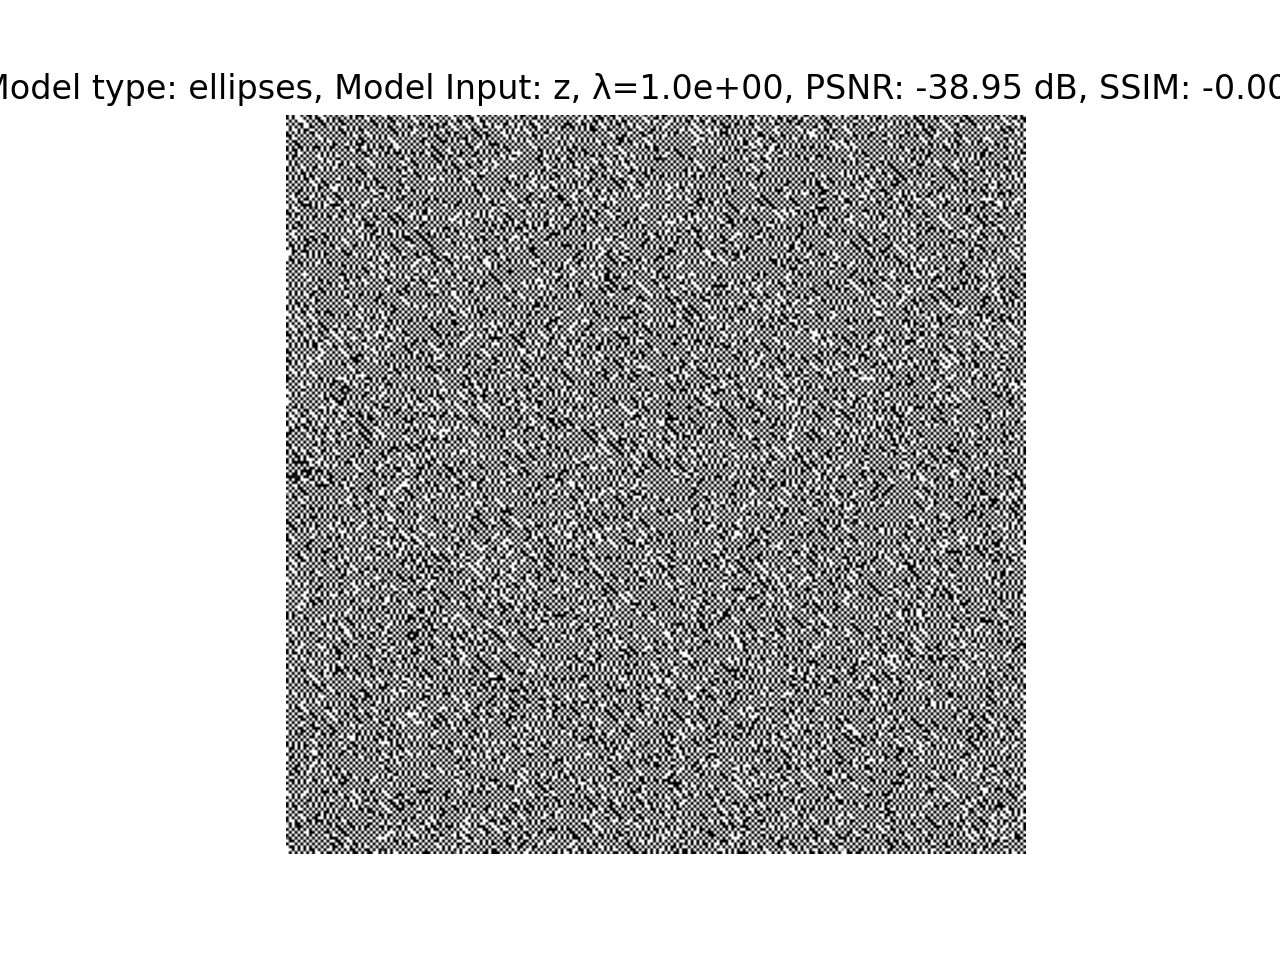 Model type: ellipses, Model Input: z, λ=1.0e+00, PSNR: -38.95 dB, SSIM: -0.00